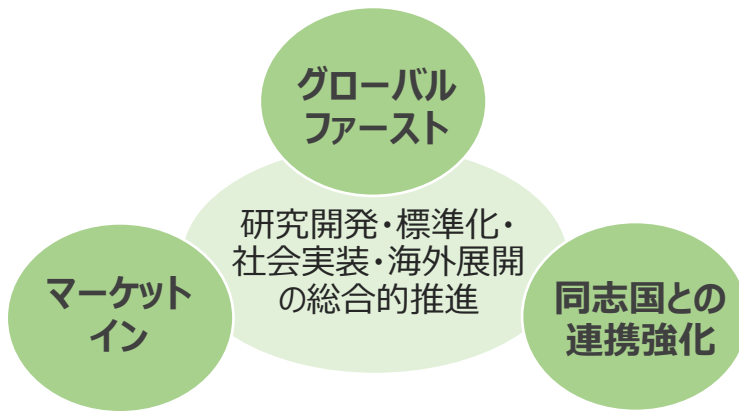 グローバル
ファースト
研究開発・標準化・
社会実装・海外展開
の総合的推進
マーケット
イン
同志国との
連携強化